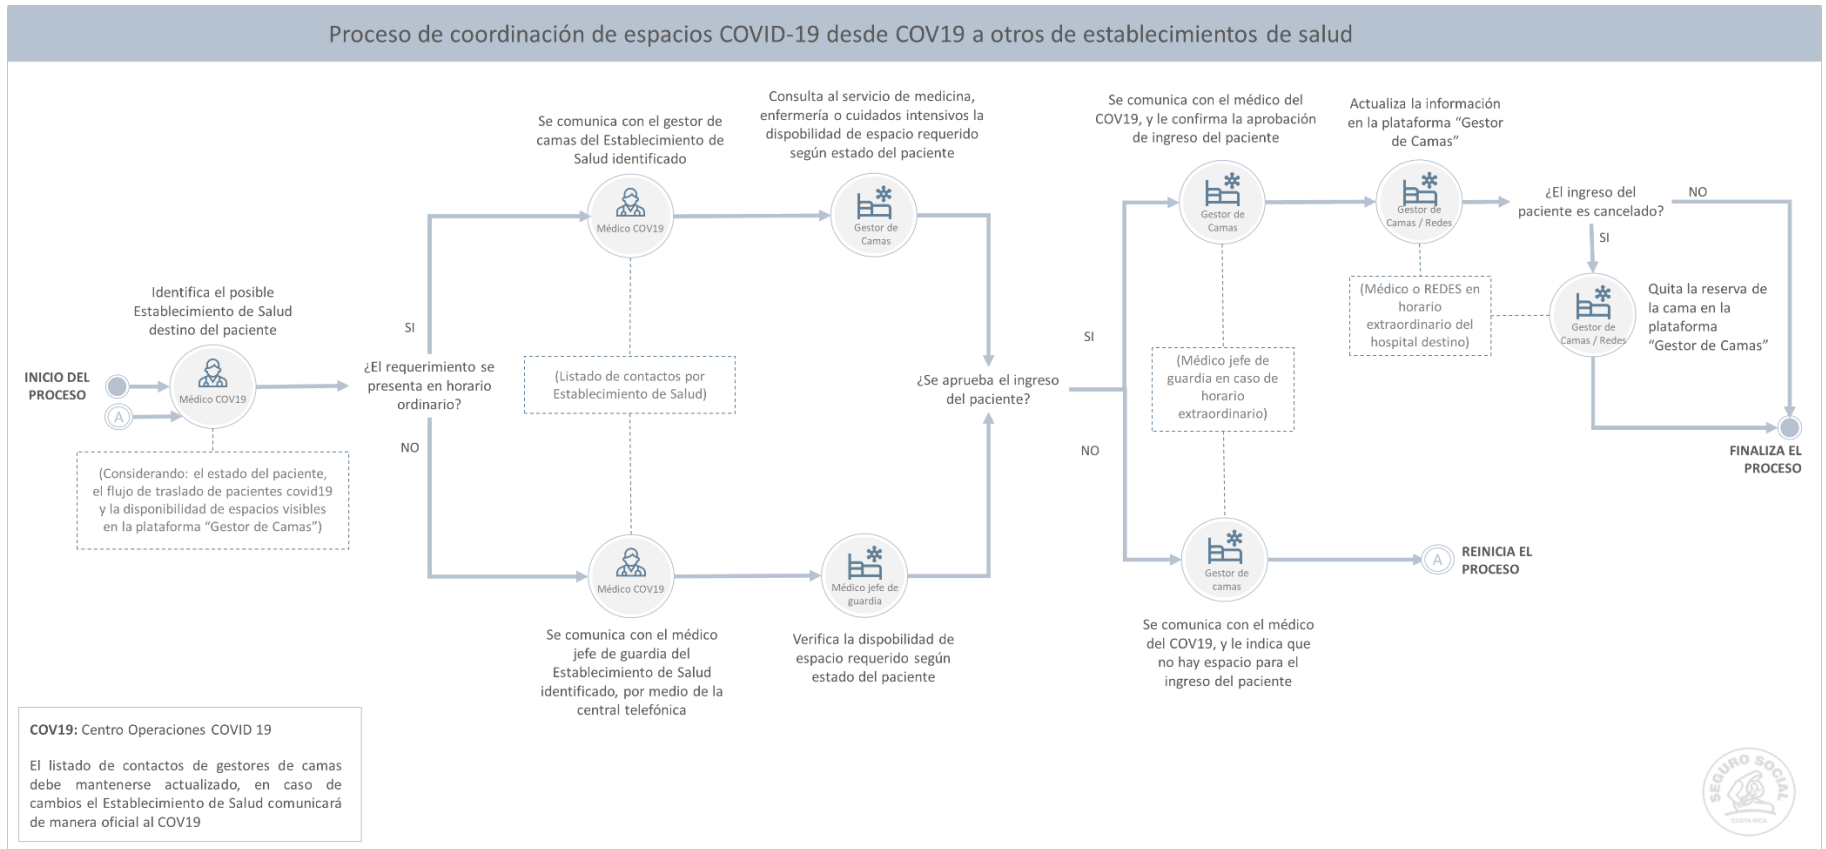 Proceso de coordinación de espacios COVID-19 desde COV19 a otros de establecimientos de salud
INICIO DEL
PROCESO
A
Identifica el posible
Establecimiento de Salud
destino del paciente
Médico COV19
(Considerando: el estado del paciente,
el flujo de traslado de pacientes covid19
y la disponibilidad de espacios visibles
en la plataforma “Gestor de Camas”)
¿El requerimiento se
presenta en horario
ordinario?
SI
NO
Se comunica con el gestor de
camas del Establecimiento de
Salud identificado
Médico COV19
(Listado de contactos por
Establecimiento de Salud)
Médico COV19
Se comunica con el médico
jefe de guardia del
Establecimiento de Salud
identificado, por medio de la
central telefónica
Consulta al servicio de medicina,
enfermería o cuidados intensivos la
dispobilidad de espacio requerido
según estado del paciente
Gestor de
Camas
Médico jefe de
guardia
Verifica la dispobilidad de
espacio requerido según
estado del paciente
¿Se aprueba el ingreso
del paciente?
SI
NO
Se comunica con el médico del
COV19, y le confirma la aprobación
de ingreso del paciente
Gestor de
Camas
(Médico jefe de
guardia en caso de
horario
extraordinario)
Gestor de
camas
Se comunica con el médico
del COV19, y le indica que
no hay espacio para el
ingreso del paciente
A
REINICIA EL
PROCESO
Actualiza la información
en la plataforma “Gestor
de Camas”
Gestor de
Camas / Redes
(Médico o REDES en
horario
extraordinario del
hospital destino)
¿El ingreso del
paciente es cancelado?
NO
SI
Gestor de
Camas / Redes
Quita la reserva de
la cama en la
plataforma
“Gestor de Camas”
FINALIZA EL
PROCESO
COV19: Centro Operaciones COVID 19
El listado de contactos de gestores de camas
debe mantenerse actualizado, en caso de
cambios el Establecimiento de Salud comunicará
de manera oficial al COV19
SEGURO SOCIAL
COSTA RICA